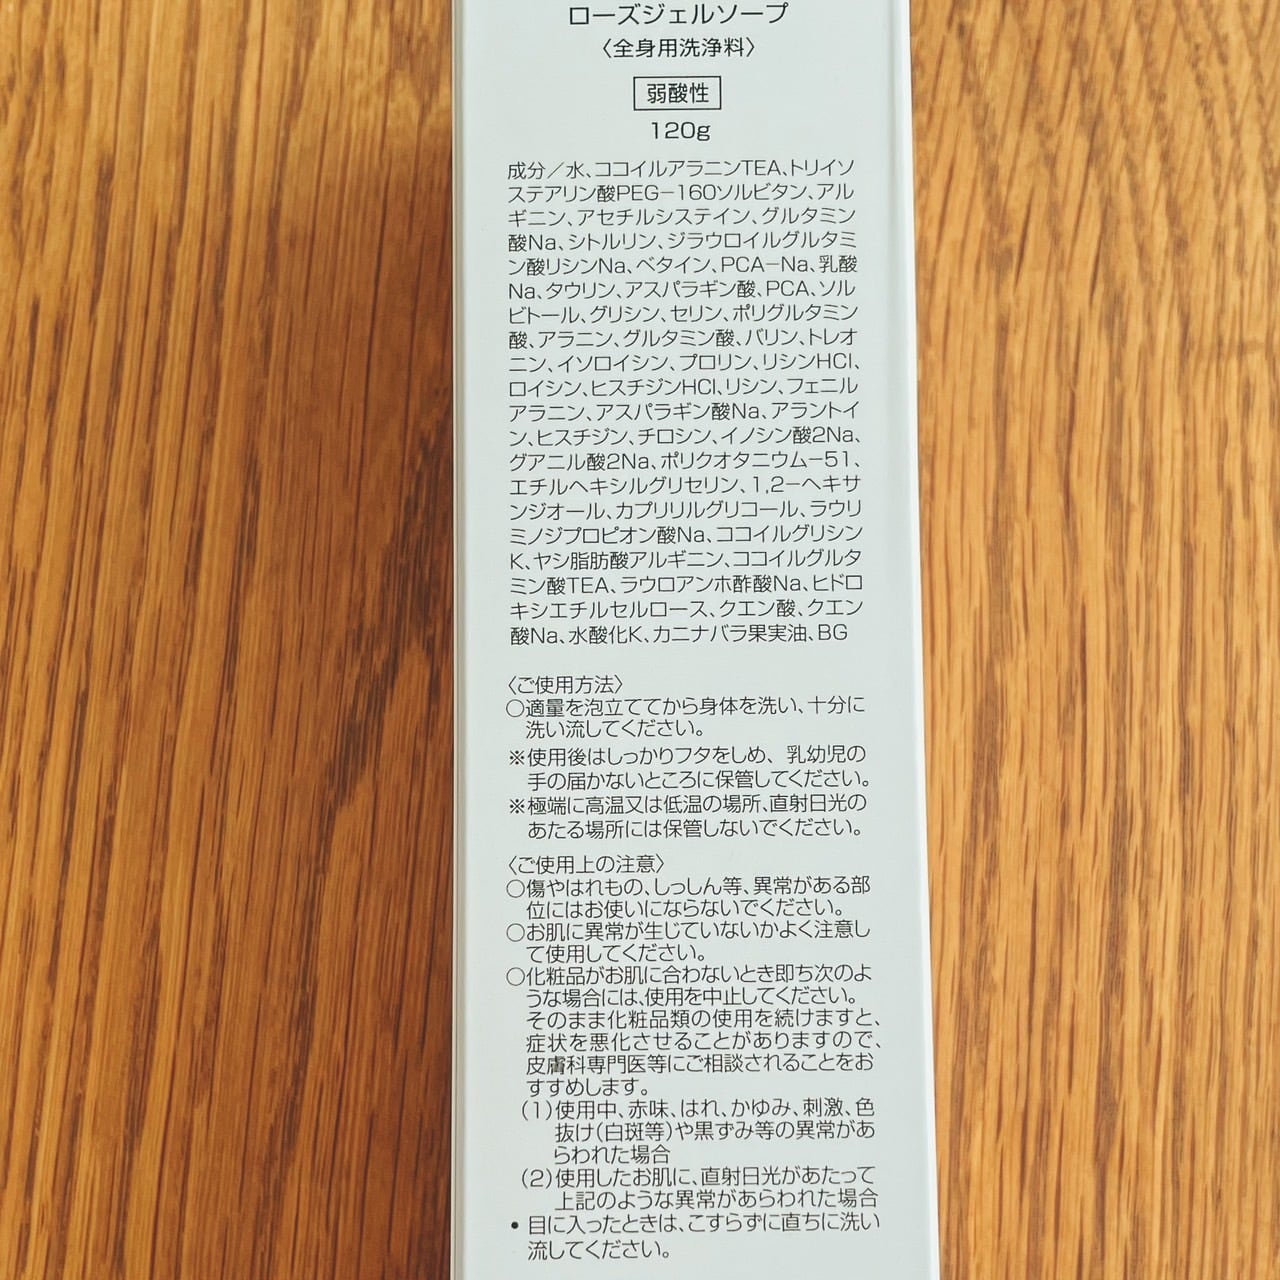 ローズジェルソープ
〈全身用洗浄料〉
弱酸性
120g
成分／水、ココイルアラニンTEA、トリイソ
ステアリン酸PEG－160ソルビタン、アル
ギニン、アセチルシステイン、グルタミン
酸Na、シトルリン、ジラウロイルグルタミ
ン酸リシンNa、ベタイン、PCA－Na、乳酸
Na、タウリン、アスパラギン酸、PCA、ソル
ビトール、グリシン、セリン、ポリグルタミン
酸、アラニン、グルタミン酸、バリン、トレオ
ニン、イソロイシン、プロリン、リシンHCl、
ロイシン、ヒスチジンHCl、リシン、フェニル
アラニン、アスパラギン酸Na、アラントイ
ン、ヒスチジン、チロシン、イノシン酸2Na、
グアニル酸2Na、ポリクオタニウム－51、
エチルヘキシルグリセリン、1,2－ヘキサ
ンジオール、カプリリルグリコール、ラウリ
ミノジプロピオン酸Na、ココイルグリシン
K、ヤシ脂肪酸アルギニン、ココイルグルタ
ミン酸TEA、ラウロアンホ酢酸Na、ヒドロ
キシエチルセルロース、クエン酸、クエン
酸Na、水酸化K、カニナバラ果実油、BG
〈ご使用方法〉
○適量を泡立ててから身体を洗い、十分に
洗い流してください。
※使用後はしっかりフタをしめ、乳幼児の
手の届かないところに保管してください。
※極端に高温又は低温の場所、直射日光の
あたる場所には保管しないでください。
〈ご使用上の注意〉
○傷やはれもの、しっしん等、異常がある部
位にはお使いにならないでください。
○お肌に異常が生じていないかよく注意し
て使用してください。
○化粧品がお肌に合わないとき即ち次のよ
うな場合には、使用を中止してください。
そのまま化粧品類の使用を続けますと、
症状を悪化させることがありますので、
皮膚科専門医等にご相談されることをお
すすめします。
（1）使用中、赤味、はれ、かゆみ、刺激、色
抜け（白斑等）や黒ずみ等の異常があ
らわれた場合
（2）使用したお肌に、直射日光があたって
上記のような異常があらわれた場合
• 目に入ったときは、こすらずに直ちに洗い
流してください。